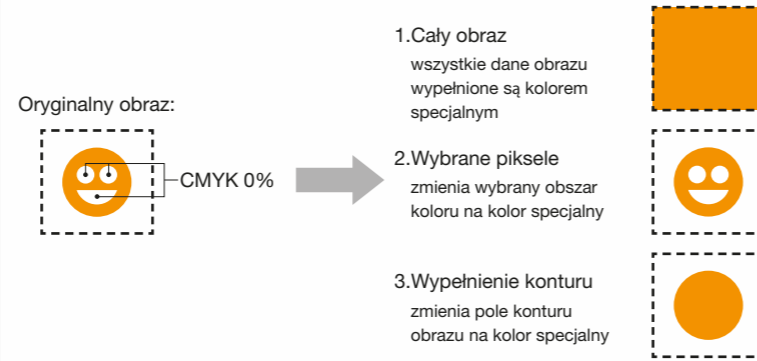 Oryginalny obraz:
CMYK 0%
1.Cały obraz
wszystkie dane obrazu
wypełnione są kolorem
specjalnym
2.Wybrane piksele
zmienia wybrany obszar
koloru na kolor specjalny
3.Wypełnienie konturu
zmienia pole konturu
obrazu na kolor specjalny